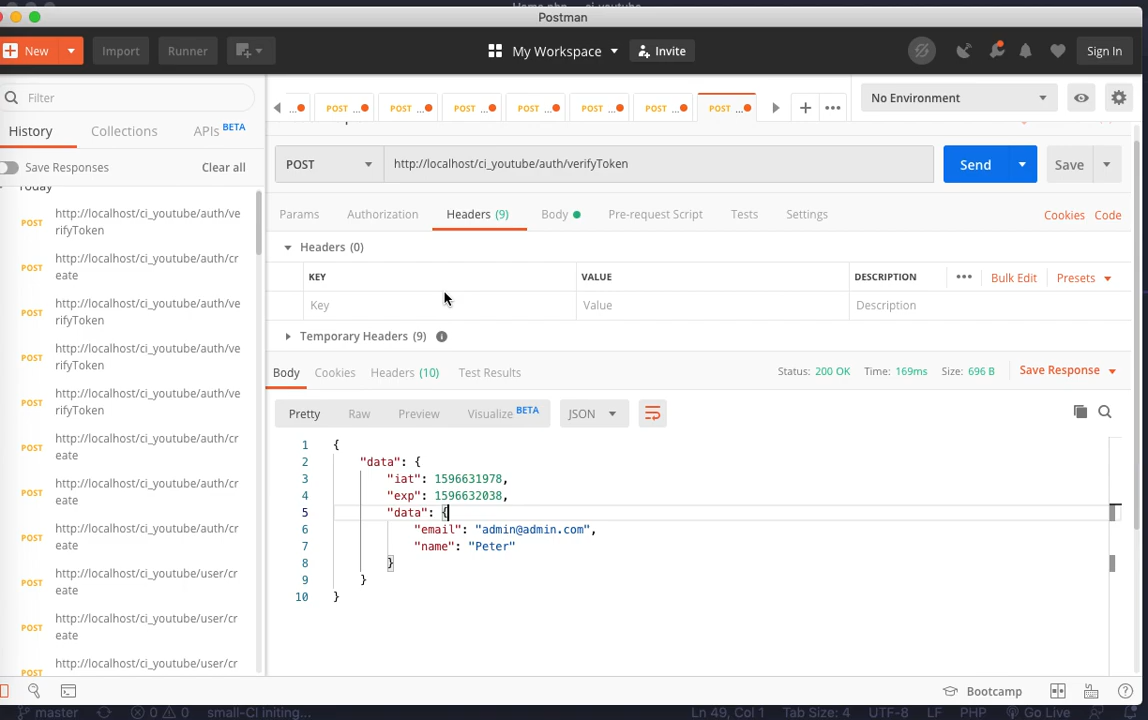 Postman
New
Import
Runner
My Workspace
Invite
Sign In
Filter
... POST ... POST ... POST ... POST ... POST ... POST ... POST ...
No Environment
History Collections APIs BETA
POST http://localhost/ci_youtube/auth/verifyToken
Send
Save
Save Responses
Clear all
Today
POST http://localhost/ci_youtube/auth/ve
rifyToken
POST http://localhost/ci_youtube/auth/cr
eate
POST http://localhost/ci_youtube/auth/ve
rifyToken
POST http://localhost/ci_youtube/auth/ve
rifyToken
POST http://localhost/ci_youtube/auth/ve
rifyToken
POST http://localhost/ci_youtube/auth/cr
eate
POST http://localhost/ci_youtube/auth/cr
eate
POST http://localhost/ci_youtube/auth/cr
eate
POST http://localhost/ci_youtube/user/cr
eate
POST http://localhost/ci_youtube/user/cr
eate
POST http://localhost/ci_youtube/user/cr
Params Authorization Headers (9) Body Pre-request Script Tests Settings
Cookies Code
Headers (0)
KEY VALUE DESCRIPTION ••• Bulk Edit Presets
Key Value Description
Temporary Headers (9)
Body Cookies Headers (10) Test Results
Status: 200 OK Time: 169ms Size: 696 B Save Response
Pretty Raw Preview Visualize BETA JSON
1 {
2 "data": {
3 "iat": 1596631978,
4 "exp": 1596632038,
5 "data": {
6 "email": "admin@admin.com",
7 "name": "Peter"
8 }
9 }
10 }
Bootcamp
master 0 0 small-CI initing... Ln 49, Col 1 Tab Size: 4 UTF-8 LF PHP Go Live